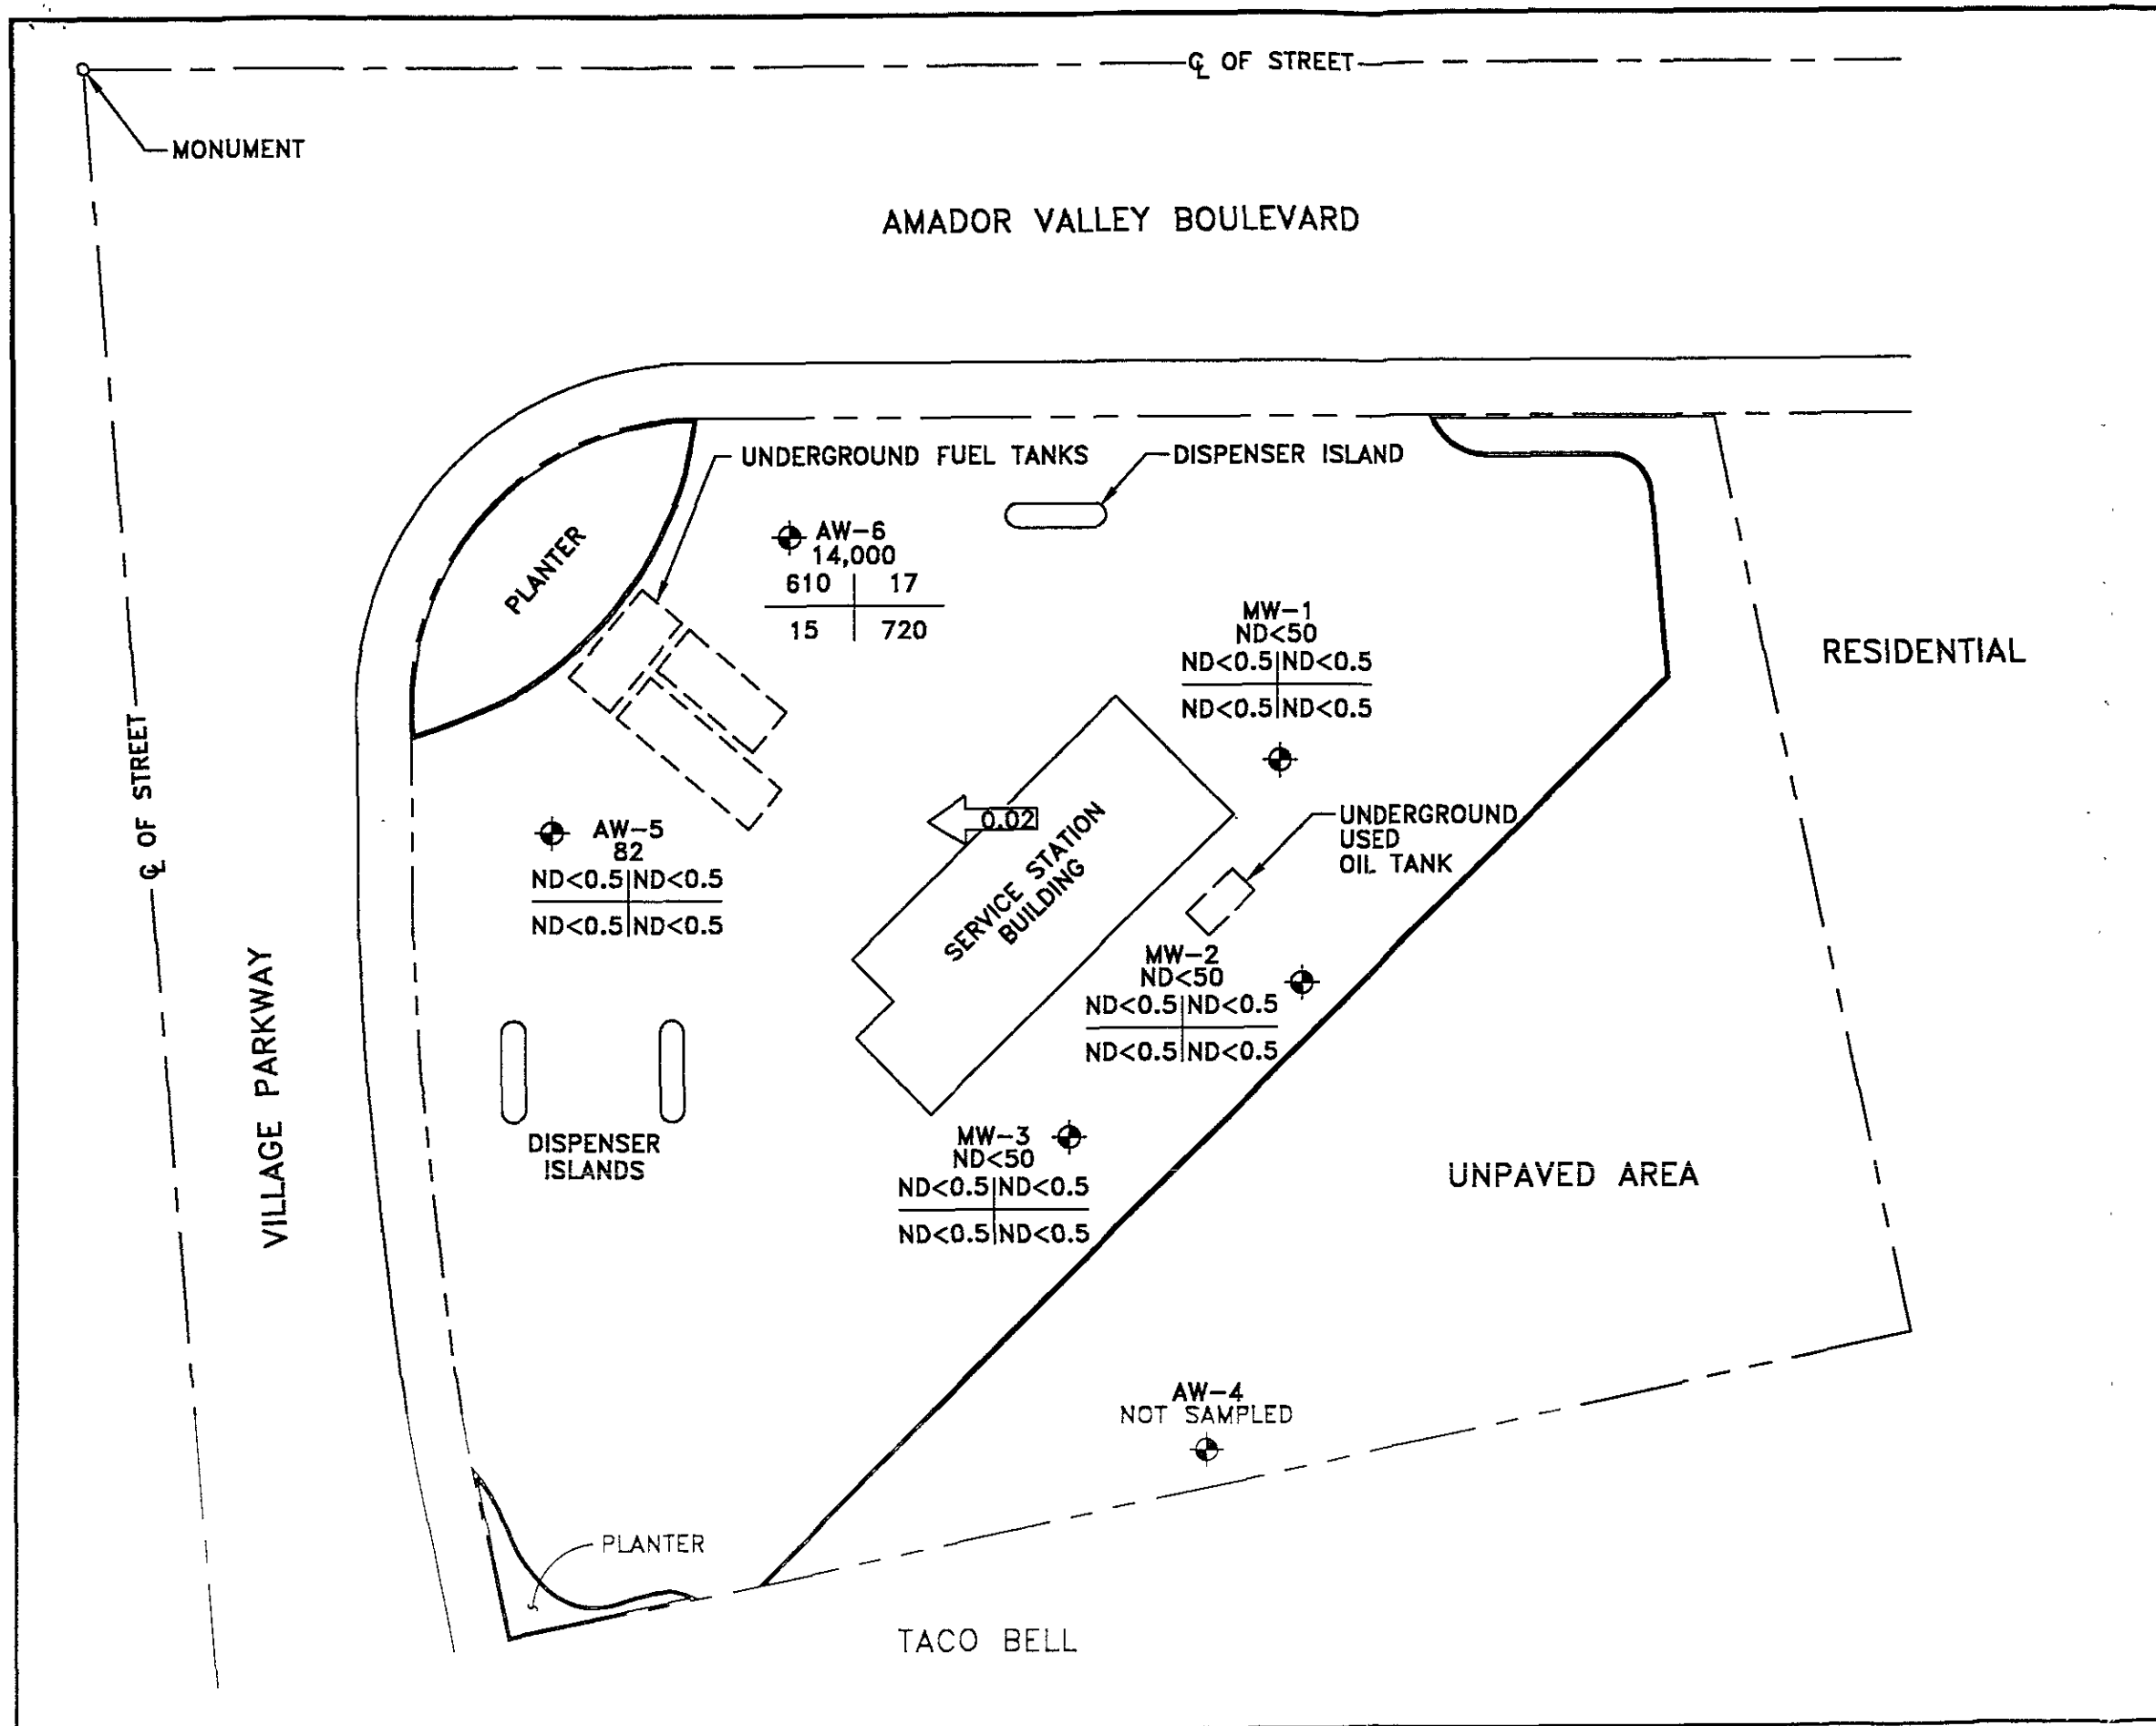 ℄ OF STREET
MONUMENT
AMADOR VALLEY BOULEVARD
UNDERGROUND FUEL TANKS
DISPENSER ISLAND
PLANTER
AW-6
14,000
610 | 17
15 | 720
MW-1
ND<50
ND<0.5|ND<0.5
ND<0.5|ND<0.5
RESIDENTIAL
℄ OF STREET
0.02
SERVICE STATION
BUILDING
UNDERGROUND
USED
OIL TANK
AW-5
82
ND<0.5|ND<0.5
ND<0.5|ND<0.5
MW-2
ND<50
ND<0.5|ND<0.5
ND<0.5|ND<0.5
VILLAGE PARKWAY
DISPENSER
ISLANDS
MW-3
ND<50
ND<0.5|ND<0.5
ND<0.5|ND<0.5
UNPAVED AREA
AW-4
NOT SAMPLED
PLANTER
TACO BELL